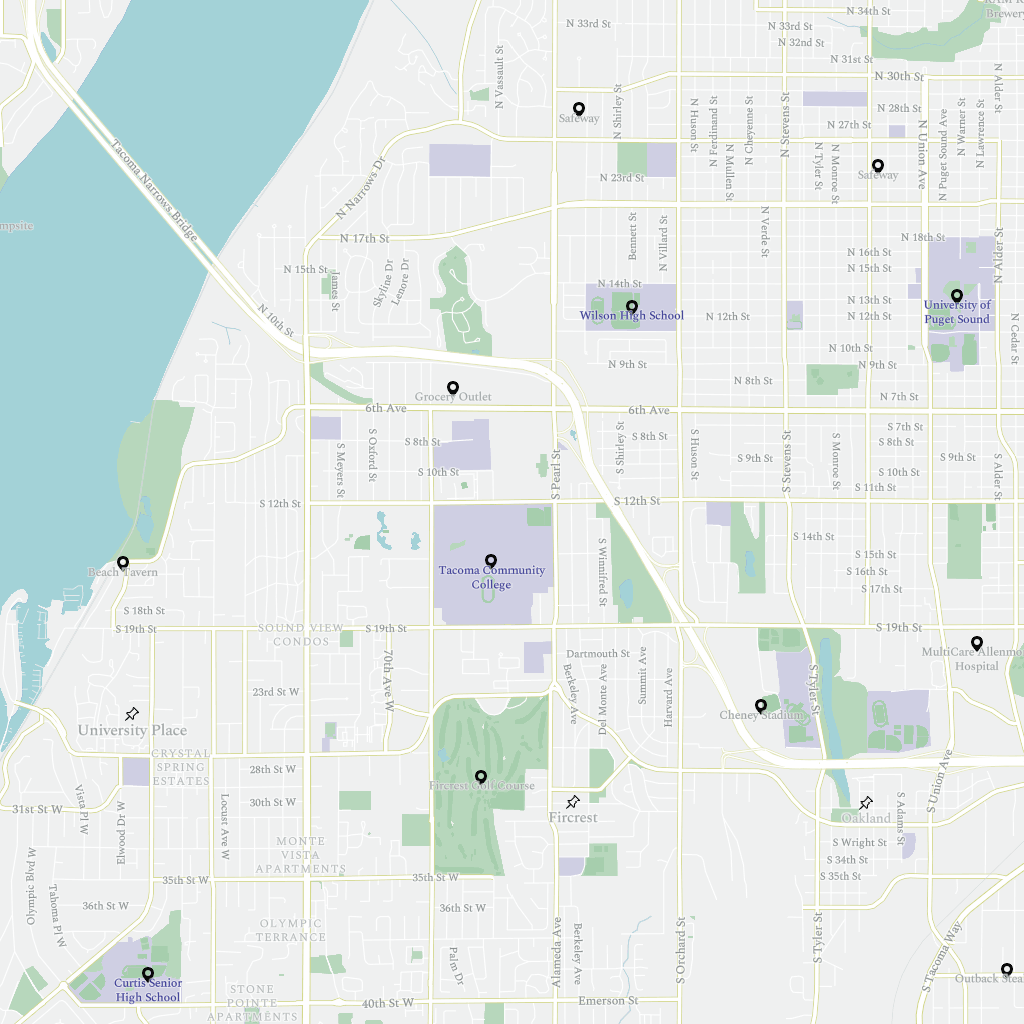 N 34th St
RAM R
Brewery
N 33rd St
N 33rd St
N 32nd St
N 31st St
N 30th St
N Vassault St
N Alder St
Safeway
N Shirley St
N Huson St
N Ferdinand St
N Cheyenne St
N Stevens St
N 28th St
N 27th St
N Union Ave
N Puget Sound Ave
N Warner St
N Lawrence St
Tacoma Narrows Bridge
N Narrows Dr
N 23rd St
N Mullen St
N Tyler St
N Monroe St
Safeway
mpsite
N 17th St
Bennett St
N Villard St
N Verde St
N 18th St
N 16th St
N 15th St
N Alder St
N 15th St
James St
Skyline Dr
Lenore Dr
N 14th St
N 13th St
N 12th St
Wilson High School
N 12th St
University of
Puget Sound
N 10th St
N Cedar St
N 10th St
N 9th St
N 9th St
N 8th St
Grocery Outlet
N 7th St
6th Ave
6th Ave
S 7th St
S 8th St
S Meyers St
S Oxford St
S 8th St
S Shirley St
S 8th St
S Huson St
S Stevens St
S Monroe St
S 9th St
S 9th St
S Alder St
S 10th St
S Pearl St
S 10th St
S 11th St
S 12th St
S 12th St
S 14th St
S Winnifred St
S 15th St
S 16th St
S 17th St
Beach Tavern
Tacoma Community
College
S 18th St
S 19th St
SOUND VIEW
CONDOS
S 19th St
S 19th St
70th Ave W
Dartmouth St
Berkeley Ave
Del Monte Ave
Summit Ave
Harvard Ave
S Tyler St
MultiCare Allenmo
Hospital
23rd St W
University Place
Cheney Stadium
CRYSTAL
SPRING
ESTATES
28th St W
S Union Ave
Fircrest Golf Course
31st St W
Vista Pl W
Elwood Dr W
Locust Ave W
30th St W
Fircrest
Oakland
S Adams St
MONTE
VISTA
APARTMENTS
S Wright St
S 34th St
S 35th St
Olympic Blvd W
Tahoma Pl W
35th St W
35th St W
36th St W
36th St W
OLYMPIC
TERRANCE
Palm Dr
Alameda Ave
Berkeley Ave
S Orchard St
S Tyler St
S Tacoma Way
Curtis Senior
High School
Outback Stea
STONE
POINTE
APARTMENTS
40th St W
Emerson St